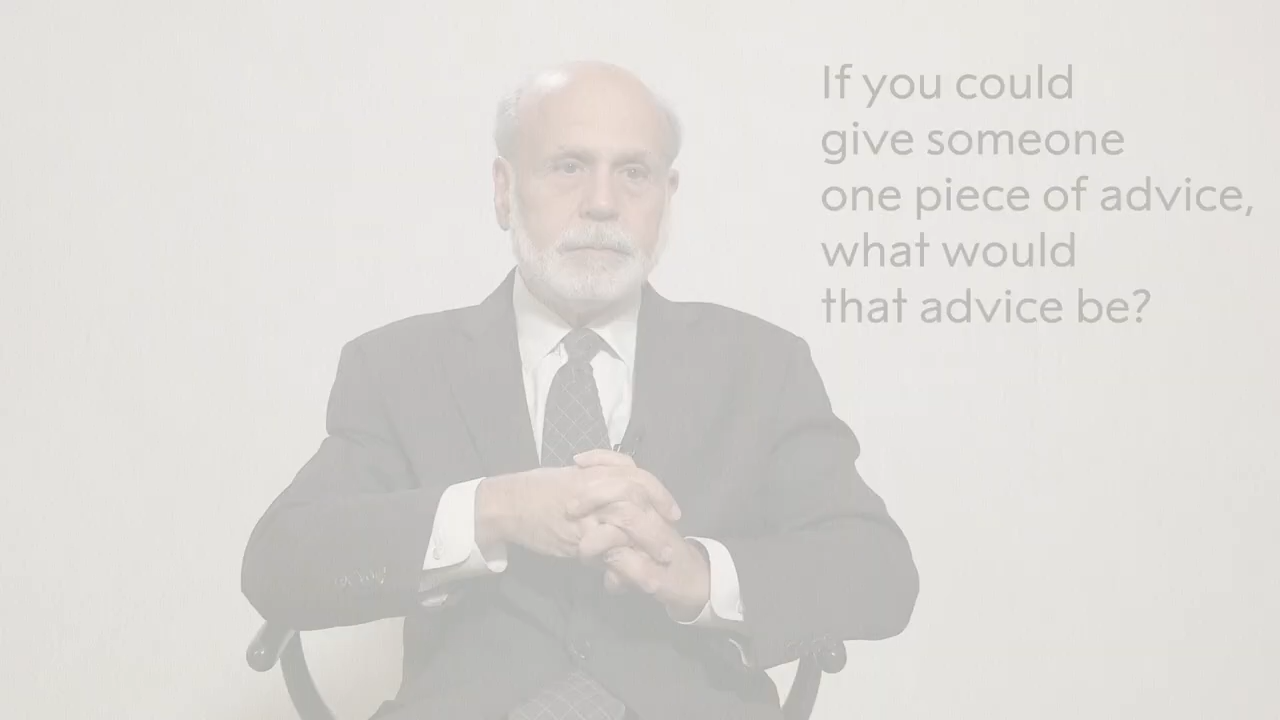 If you could
give someone
one piece of advice,
what would
that advice be?